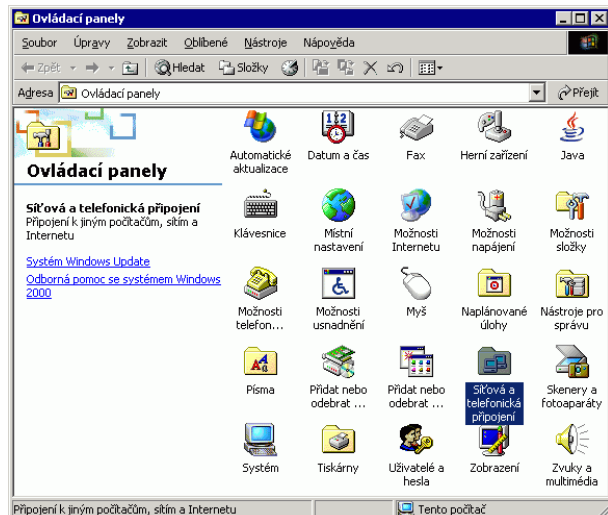 Ovládací panely
Soubor Úpravy Zobrazit Oblíbené Nástroje Nápověda
Zpět Hledat Složky
Adresa Ovládací panely Přejít
Ovládací panely
Síťová a telefonická připojení
Připojení k jiným počítačům, sítím a
Internetu
Systém Windows Update
Odborná pomoc se systémem Windows
2000
Automatické
aktualizace
Datum a čas
Fax
Herní zařízení
Java
Klávesnice
Místní
nastavení
Možnosti
Internetu
Možnosti
napájení
Možnosti
složky
Možnosti
telefon...
Možnosti
usnadnění
Myš
Naplánované
úlohy
Nástroje pro
správu
Písma
Přidat nebo
odebrat ...
Přidat nebo
odebrat ...
Síťová a
telefonická
připojení
Skenery a
fotoaparáty
Systém
Tiskárny
Uživatelé a
hesla
Zobrazení
Zvuky a
multimédia
Připojení k jiným počítačům, sítím a Internetu
Tento počítač